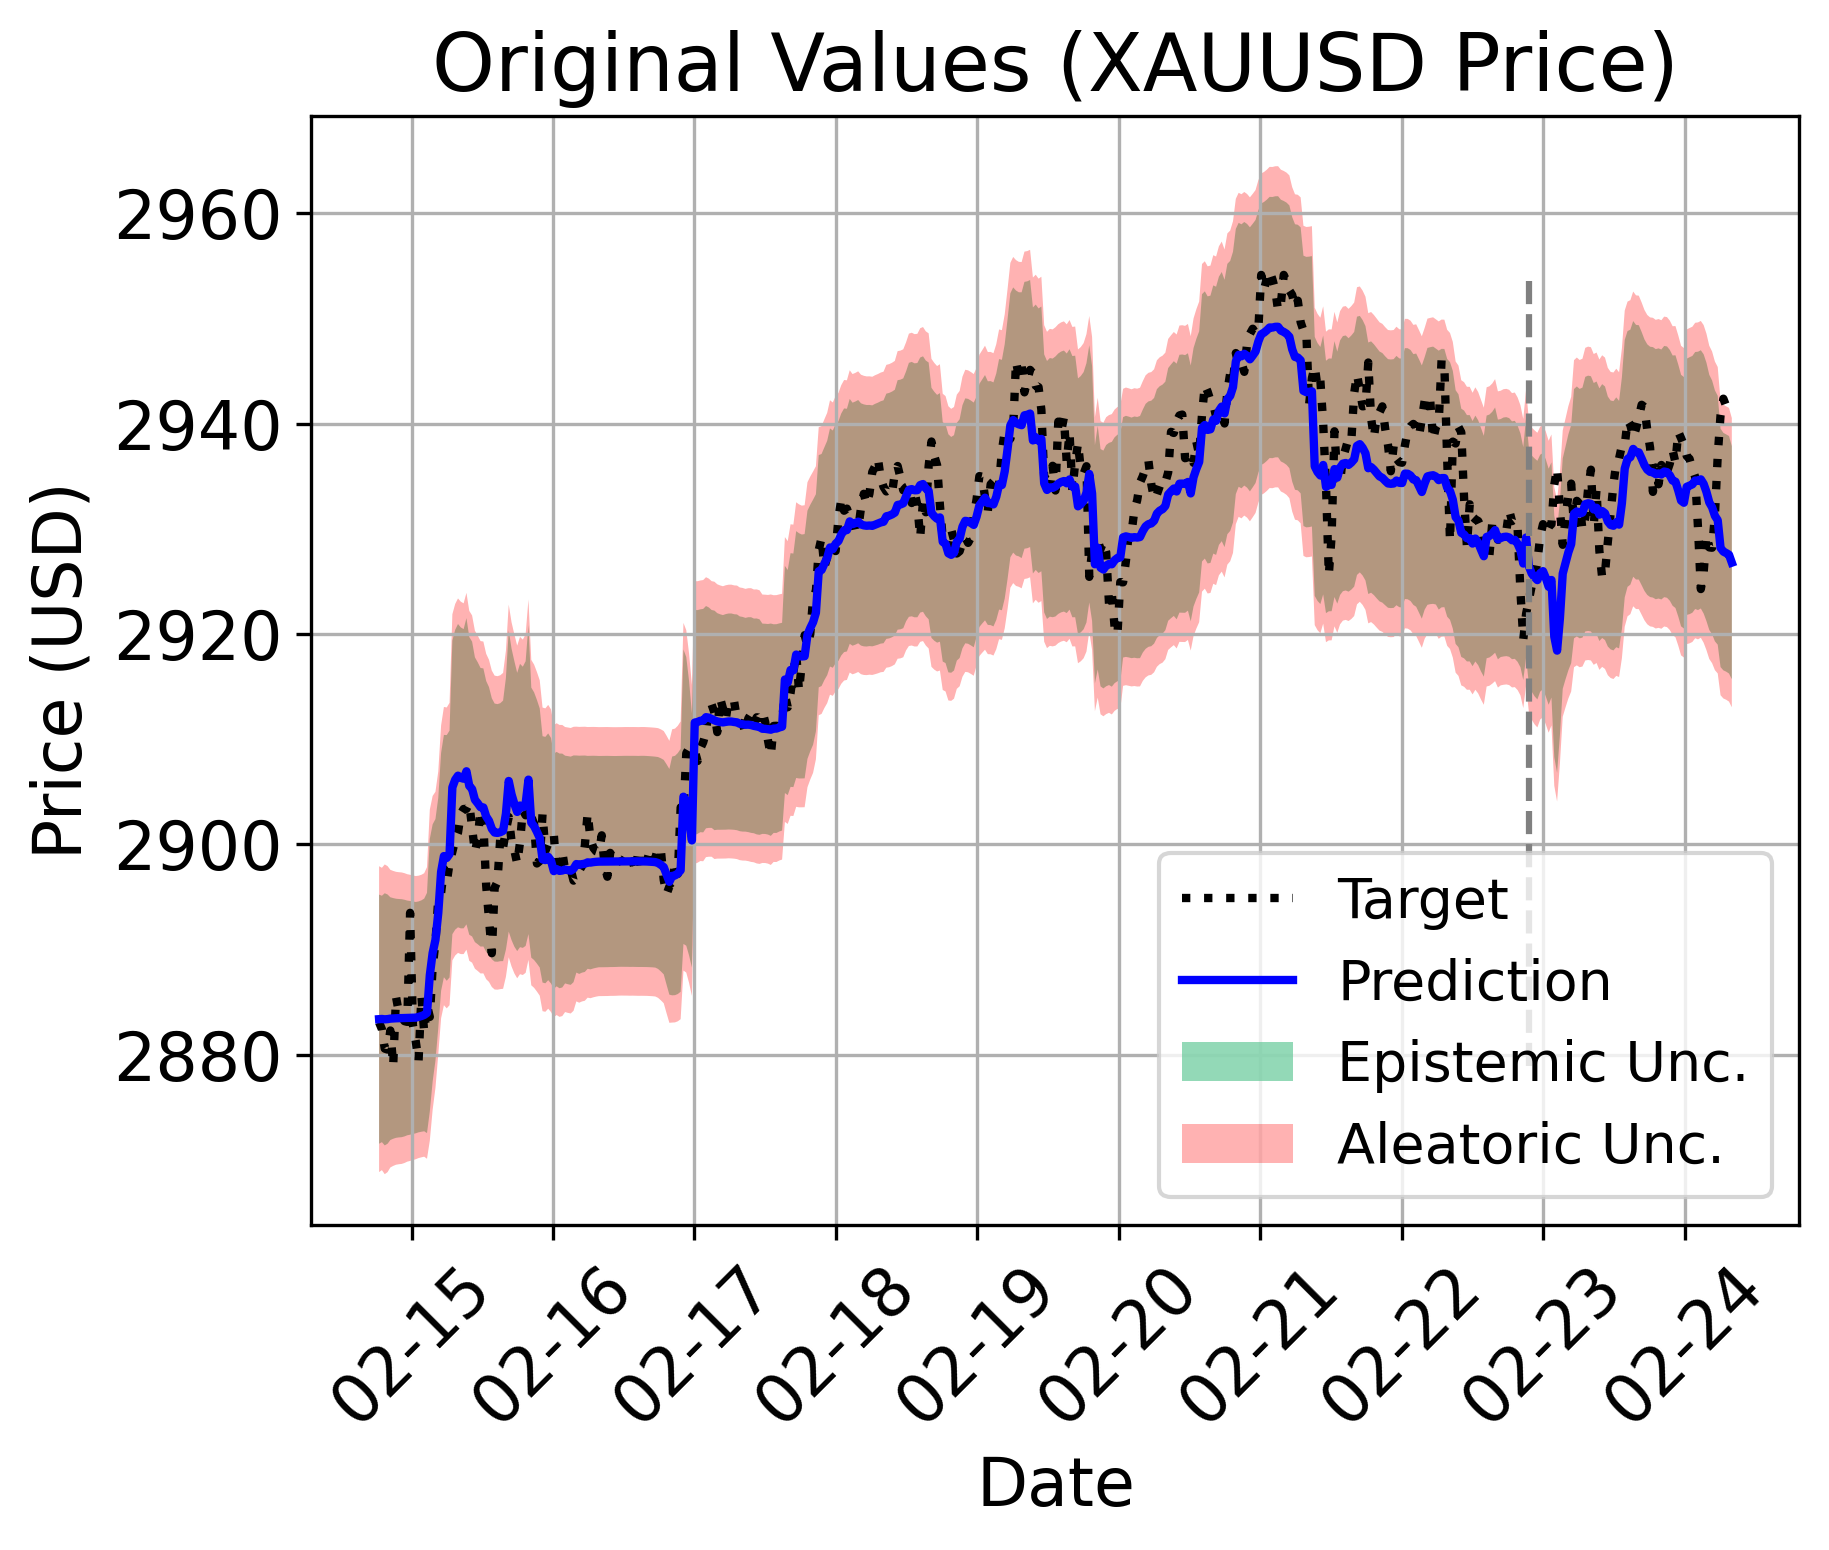 Original Values (XAUUSD Price)
Price (USD)
2960
2940
2920
2900
2880
Target
Prediction
Epistemic Unc.
Aleatoric Unc.
02-15
02-16
02-17
02-18
02-19
02-20
02-21
02-22
02-23
02-24
Date